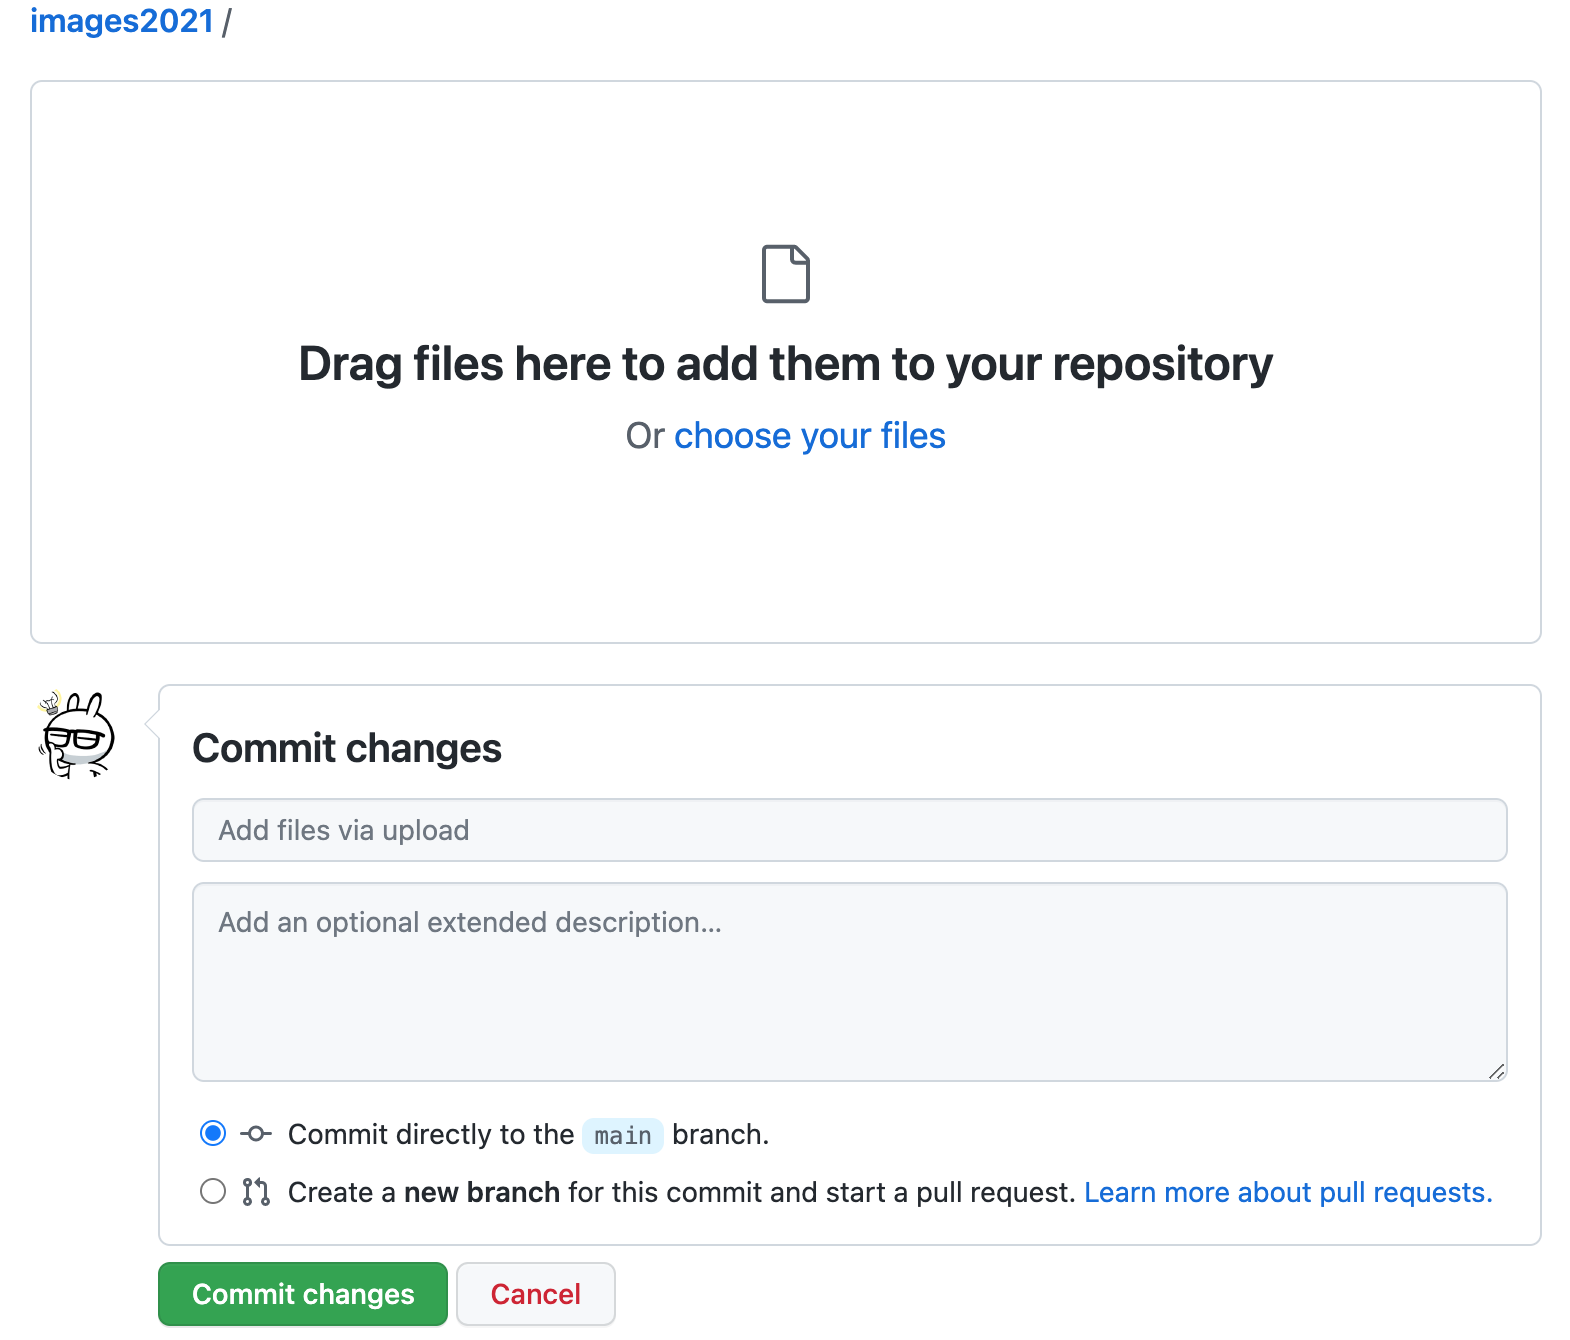 images2021 /
Drag files here to add them to your repository
Or choose your files
Commit changes
Add files via upload
Add an optional extended description...
Commit directly to the main branch.
Create a new branch for this commit and start a pull request. Learn more about pull requests.
Commit changes Cancel